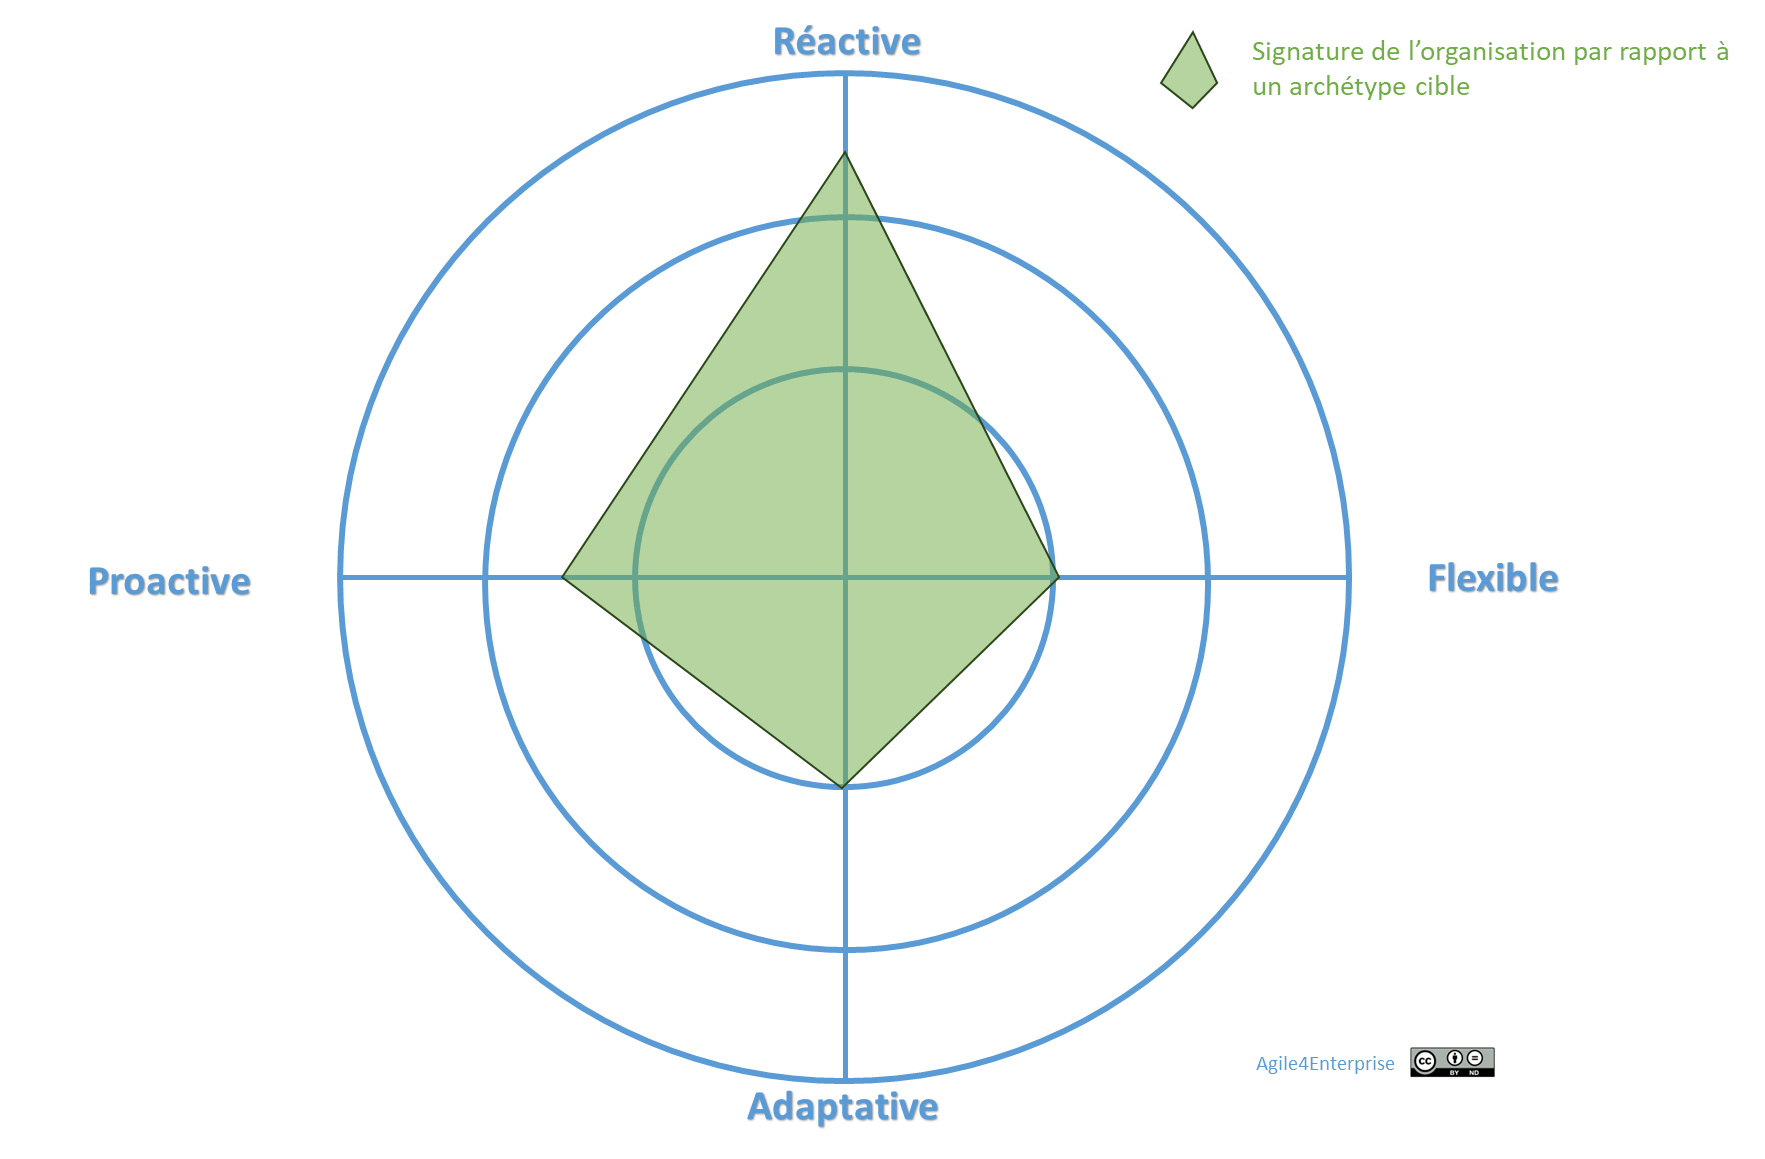 Réactive
Signature de l’organisation par rapport à
un archétype cible
Proactive
Flexible
Agile4Enterprise
cc
BY ND
Adaptative